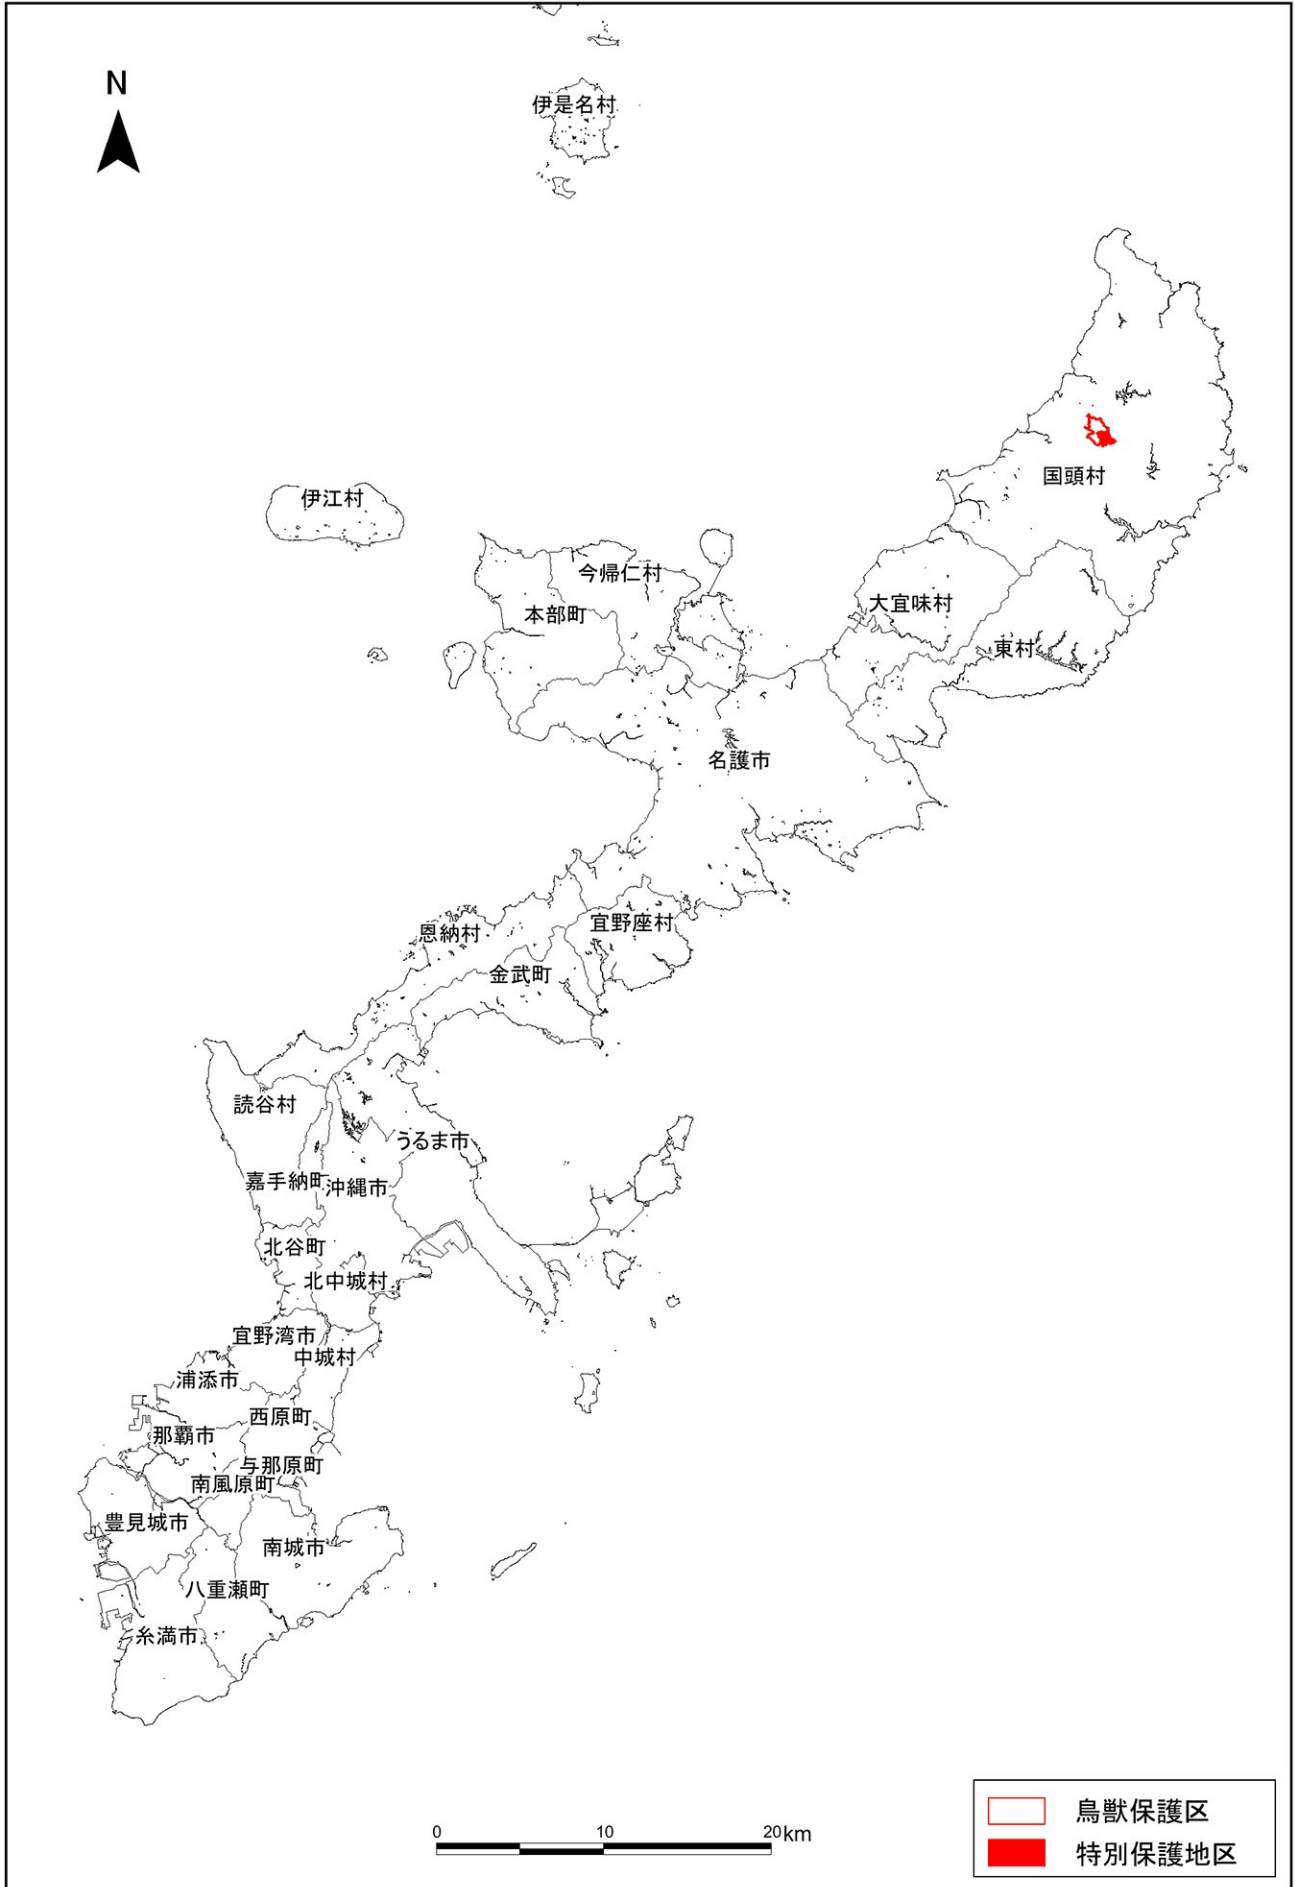 N
伊是名村
国頭村
伊江村
今帰仁村
大宜味村
本部町
東村
名護市
宜野座村
恩納村
金武町
読谷村
うるま市
嘉手納町
沖縄市
北谷町
北中城村
宜野湾市
中城村
浦添市
西原町
那覇市
与那原町
南風原町
豊見城市
南城市
八重瀬町
糸満市
0 10 20km
鳥獣保護区
特別保護地区